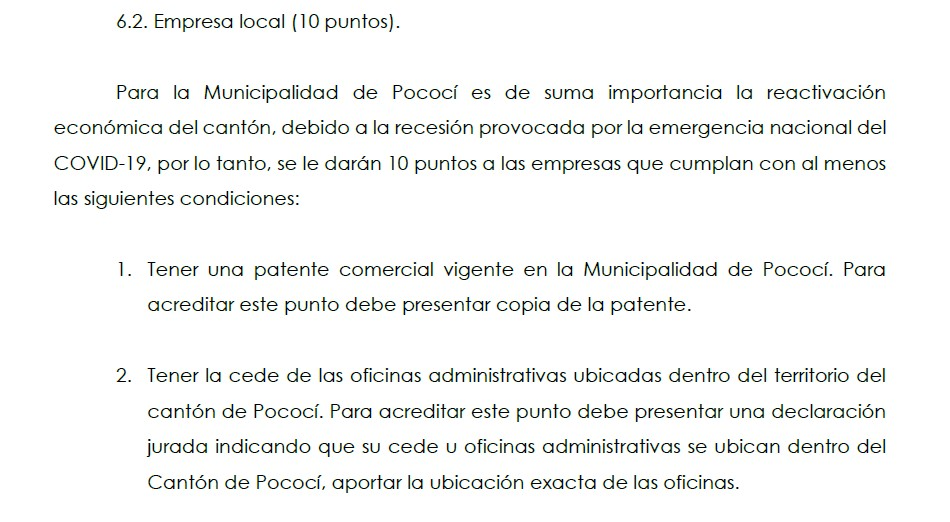 6.2. Empresa local (10 puntos).
Para la Municipalidad de Pococí es de suma importancia la reactivación
económica del cantón, debido a la recesión provocada por la emergencia nacional del
COVID-19, por lo tanto, se le darán 10 puntos a las empresas que cumplan con al menos
las siguientes condiciones:
1. Tener una patente comercial vigente en la Municipalidad de Pococí. Para
acreditar este punto debe presentar copia de la patente.
2. Tener la cede de las oficinas administrativas ubicadas dentro del territorio del
cantón de Pococí. Para acreditar este punto debe presentar una declaración
jurada indicando que su cede u oficinas administrativas se ubican dentro del
Cantón de Pococí, aportar la ubicación exacta de las oficinas.